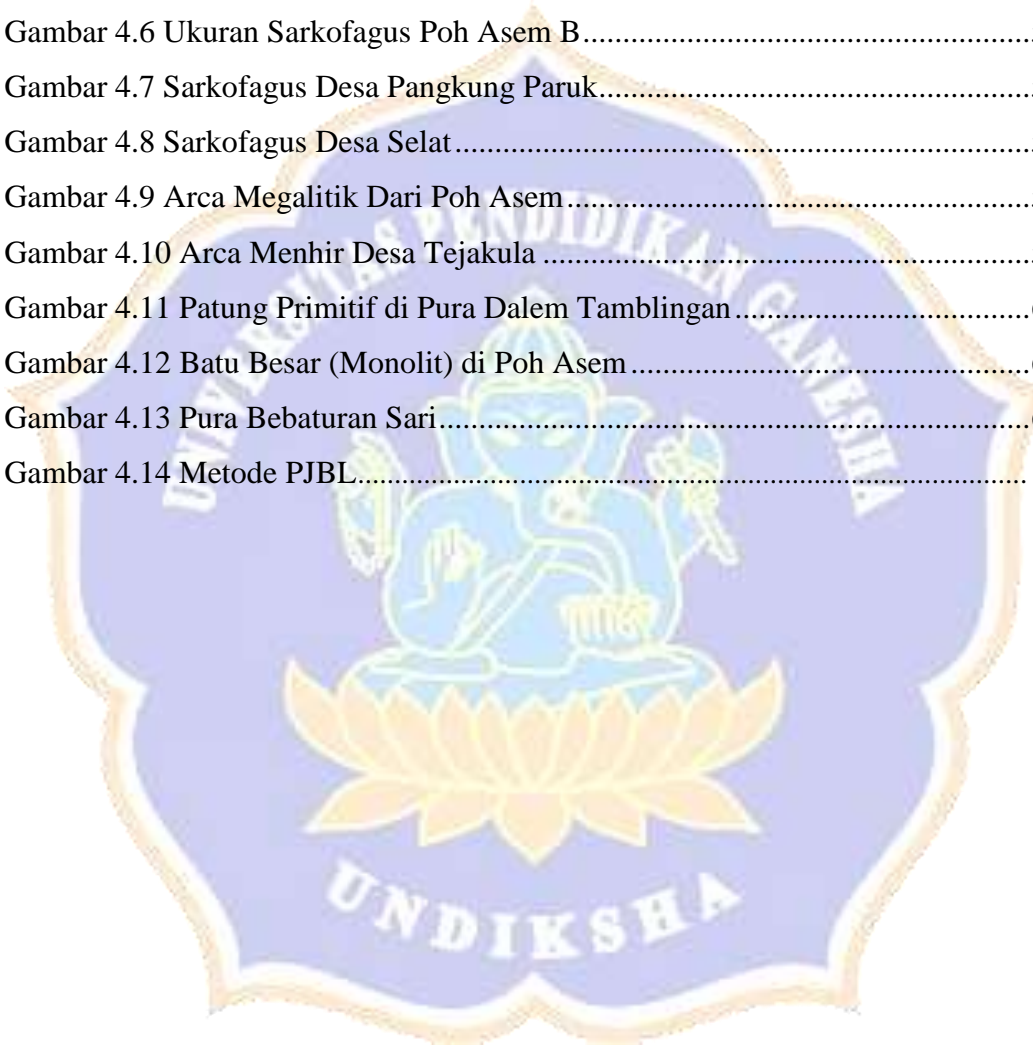 Gambar 4.6 Ukuran Sarkofagus Poh Asem B
Gambar 4.7 Sarkofagus Desa Pangkung Paruk
Gambar 4.8 Sarkofagus Desa Selat
Gambar 4.9 Arca Megalitik Dari Poh Asem
Gambar 4.10 Arca Menhir Desa Tejakula
Gambar 4.11 Patung Primitif di Pura Dalem Tamblingan
Gambar 4.12 Batu Besar (Monolit) di Poh Asem
Gambar 4.13 Pura Bebaturan Sari
Gambar 4.14 Metode PJBL
UNIVERSITAS PENDIDIKAN GANESHA
UNDIKSHA